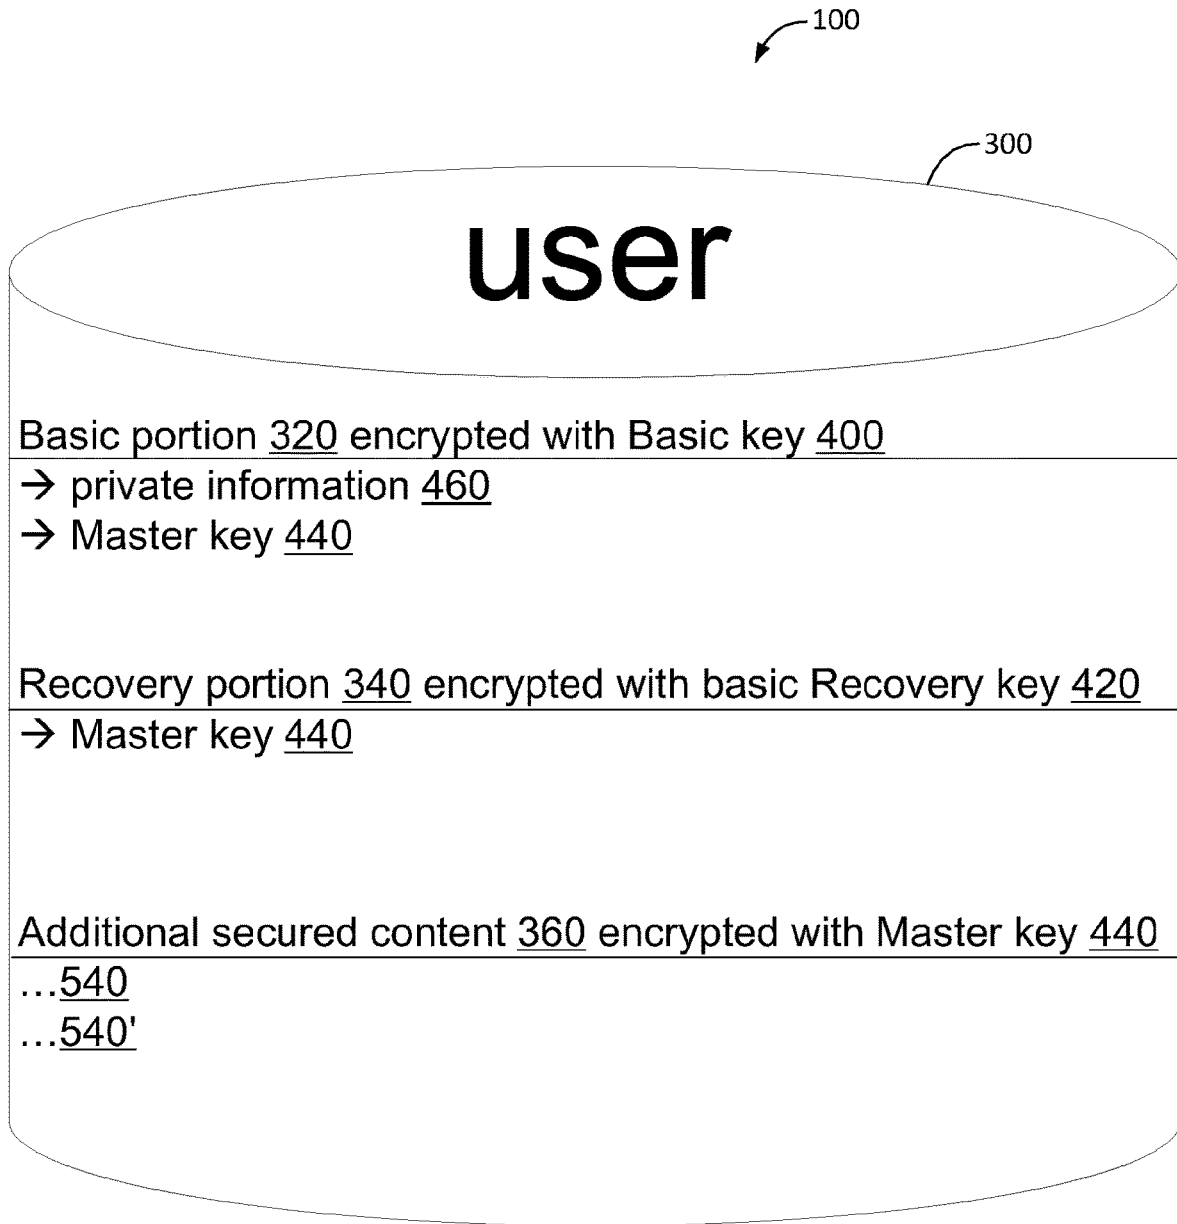 100
300
user
Basic portion 320 encrypted with Basic key 400
→ private information 460
→ Master key 440
Recovery portion 340 encrypted with basic Recovery key 420
→ Master key 440
Additional secured content 360 encrypted with Master key 440
...540
...540'